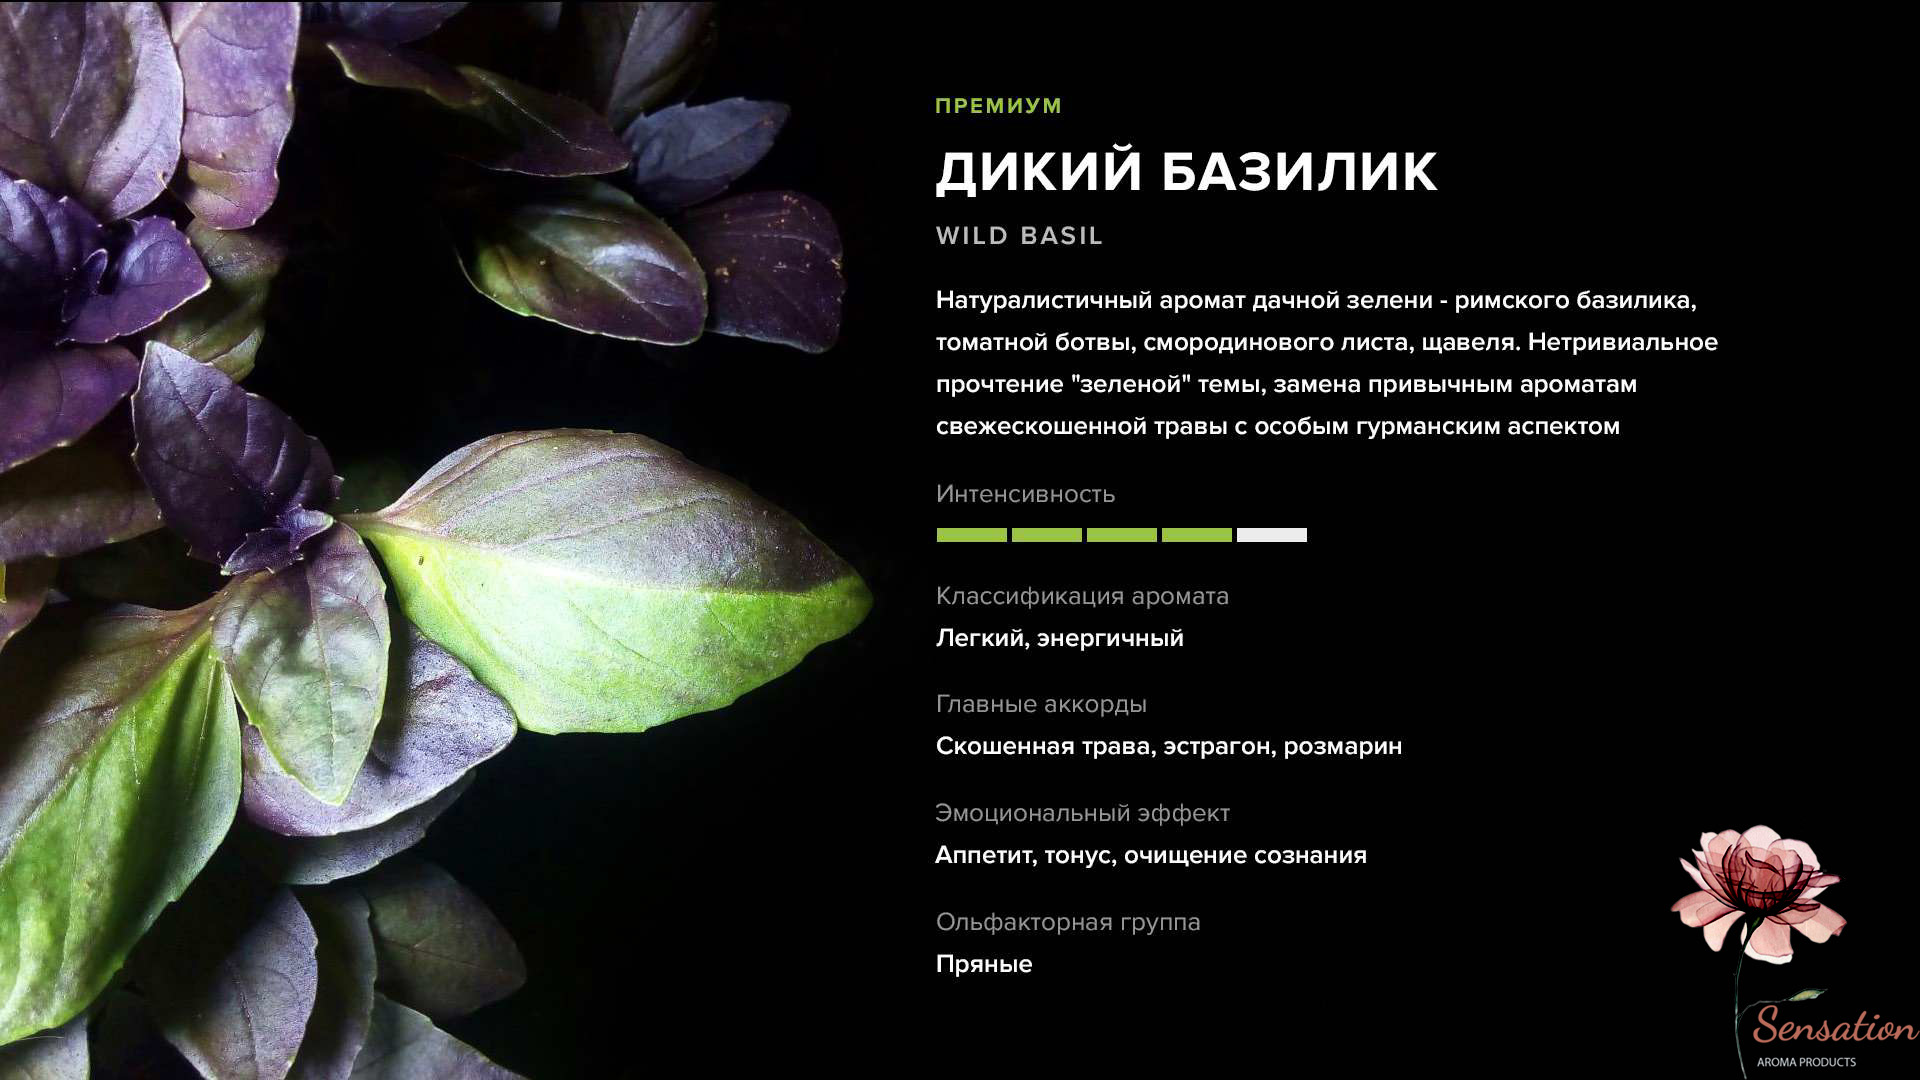 ПРЕМИУМ
ДИКИЙ БАЗИЛИК
WILD BASIL
Натуралистичный аромат дачной зелени - римского базилика,
томатной ботвы, смородинового листа, щавеля. Нетривиальное
прочтение "зеленой" темы, замена привычным ароматам
свежескошенной травы с особым гурманским аспектом
Интенсивность
Классификация аромата
Легкий, энергичный
Главные аккорды
Скошенная трава, эстрагон, розмарин
Эмоциональный эффект
Аппетит, тонус, очищение сознания
Ольфакторная группа
Пряные
Sensation
AROMA PRODUCTS